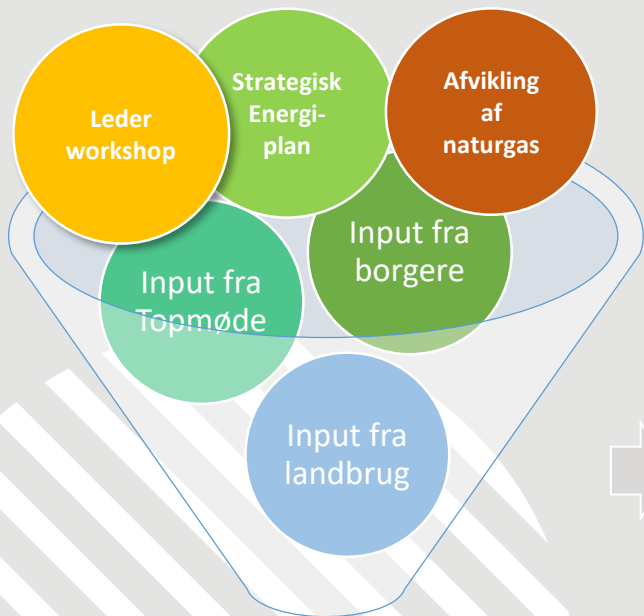 Leder
workshop
Strategisk
Energi-
plan
Afvikling
af
naturgas
Input fra
Topmøde
Input fra
borgere
Input fra
landbrug